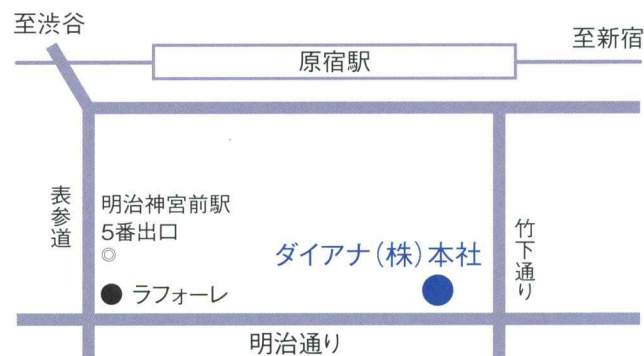 至渋谷
至新宿
原宿駅
表参道
明治神宮前駅
5番出口
ラフォーレ
ダイアナ(株)本社
竹下通り
明治通り